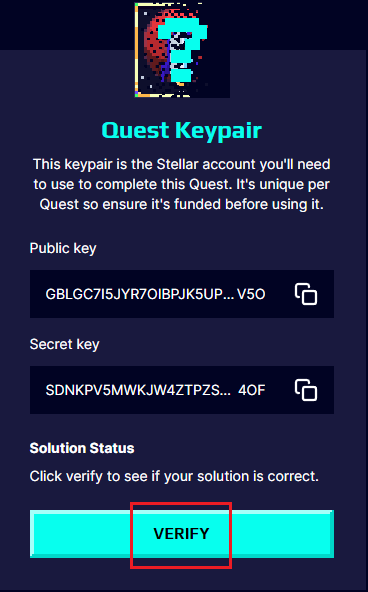 Quest Keypair
This keypair is the Stellar account you'll need
to use to complete this Quest. It's unique per
Quest so ensure it's funded before using it.
Public key
GBLGC7I5JYR7OIBPJK5UP... V5O
Secret key
SDNKPV5MWKJW4ZTPZS... 4OF
Solution Status
Click verify to see if your solution is correct.
VERIFY